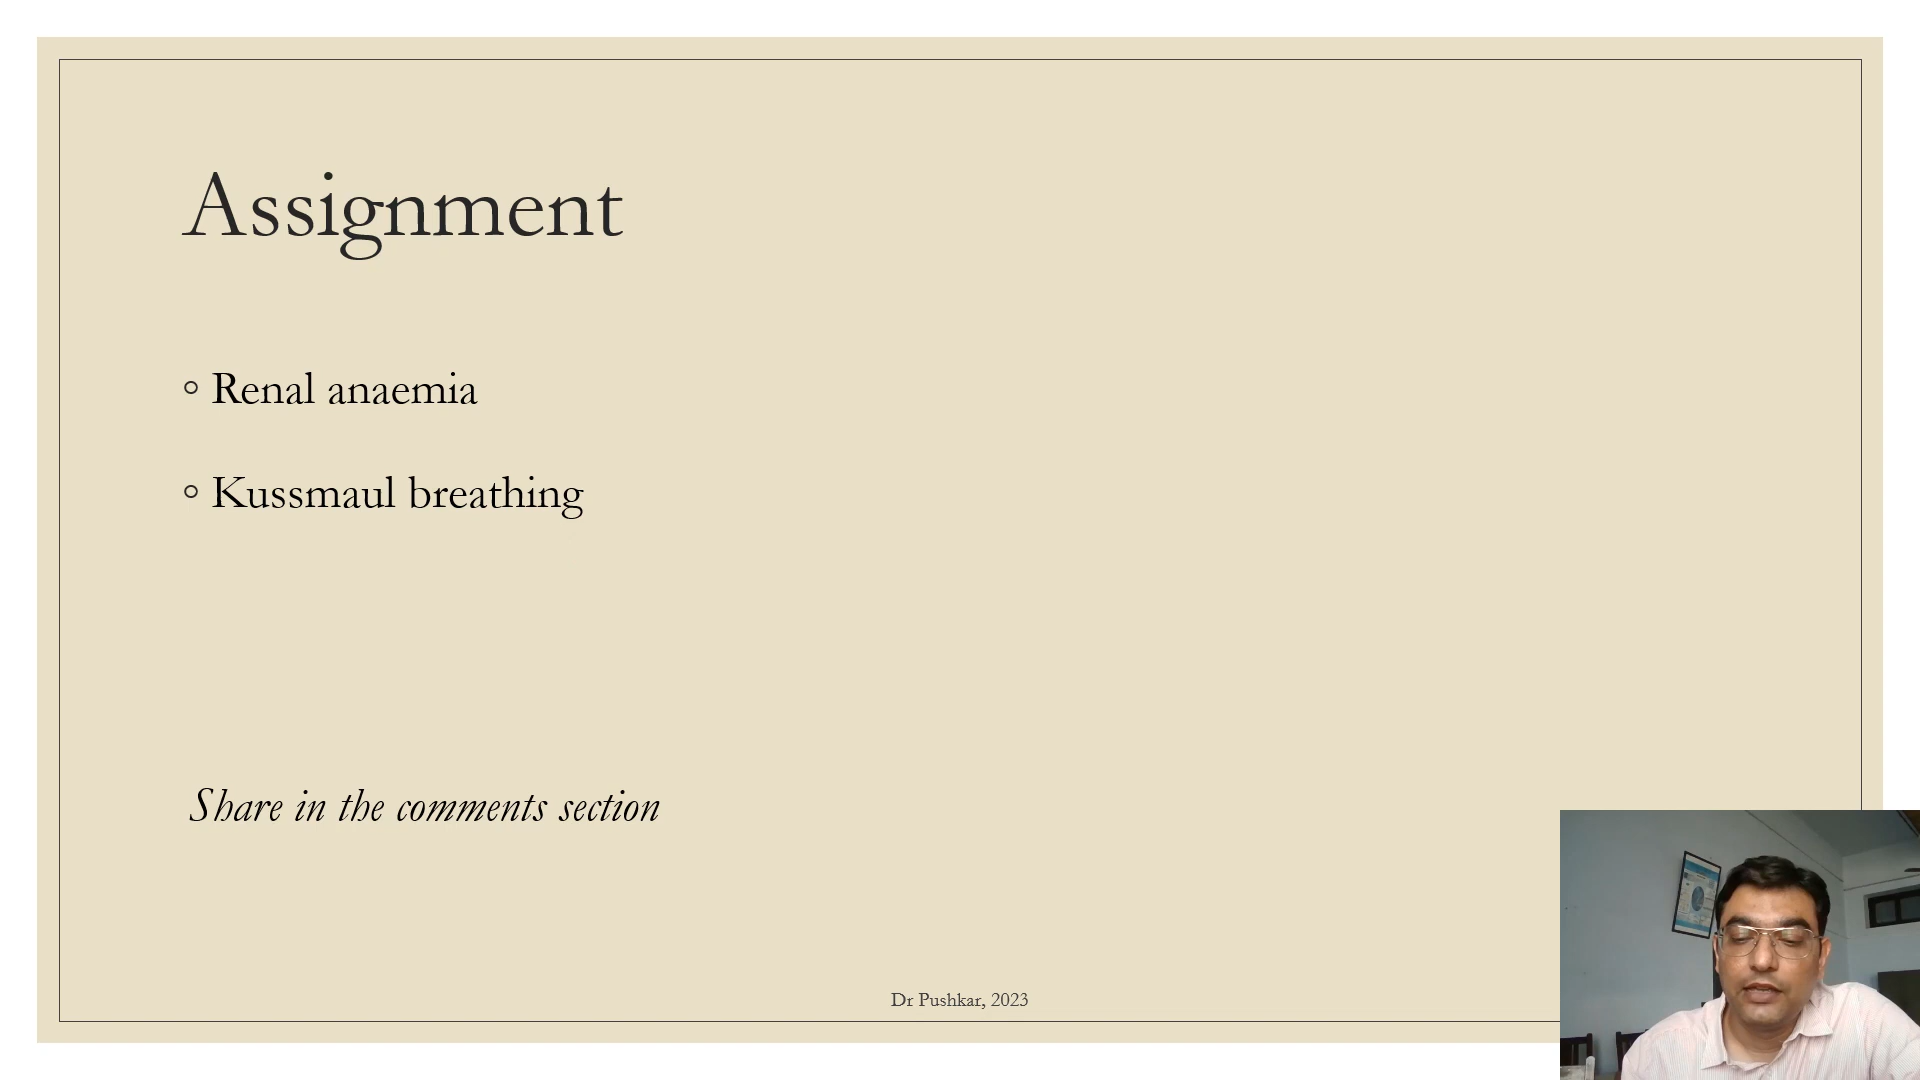 Assignment
Renal anaemia
Kussmaul breathing
Share in the comments section
Dr Pushkar, 2023